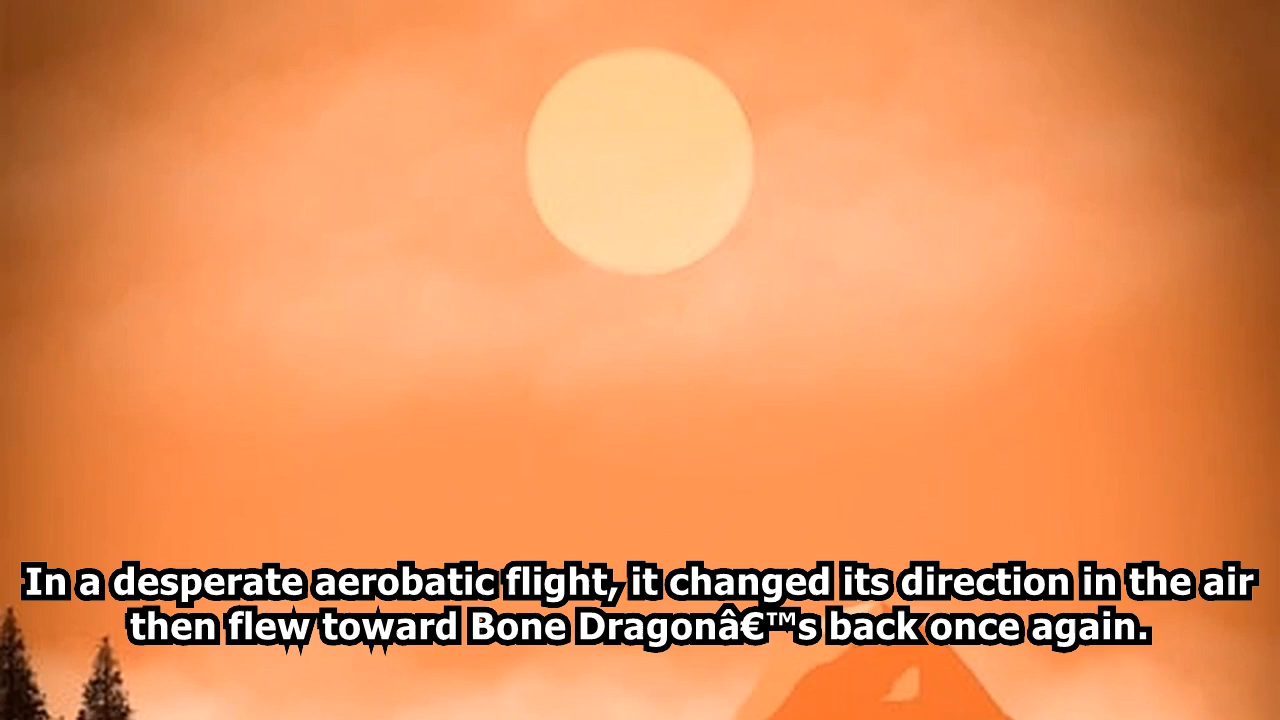 In a desperate aerobatic flight, it changed its direction in the air
then flew toward Bone Dragonâ€™s back once again.